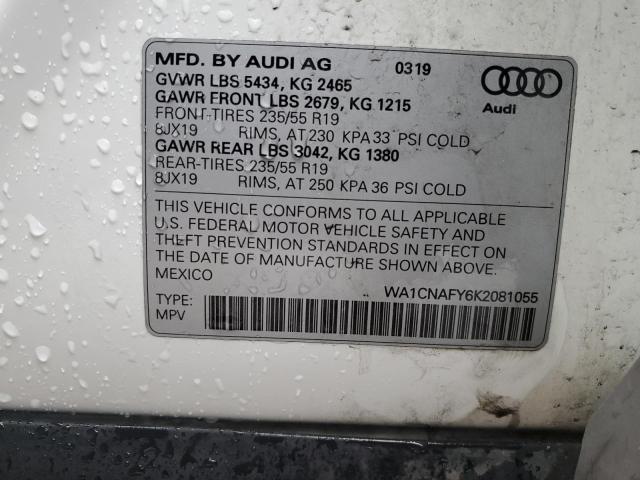 MFD. BY AUDI AG 0319
GVWR LBS 5434, KG 2465
GAWR FRONT LBS 2679, KG 1215
FRONT-TIRES 235/55 R19
8JX19 RIMS, AT 230 KPA 33 PSI COLD
GAWR REAR LBS 3042, KG 1380
REAR-TIRES 235/55 R19
8JX19 RIMS, AT 250 KPA 36 PSI COLD
Audi
THIS VEHICLE CONFORMS TO ALL APPLICABLE
U.S. FEDERAL MOTOR VEHICLE SAFETY AND
THEFT PREVENTION STANDARDS IN EFFECT ON
THE DATE OF MANUFACTURE SHOWN ABOVE.
MEXICO
WA1CNAFY6K2081055
TYPE:
MPV